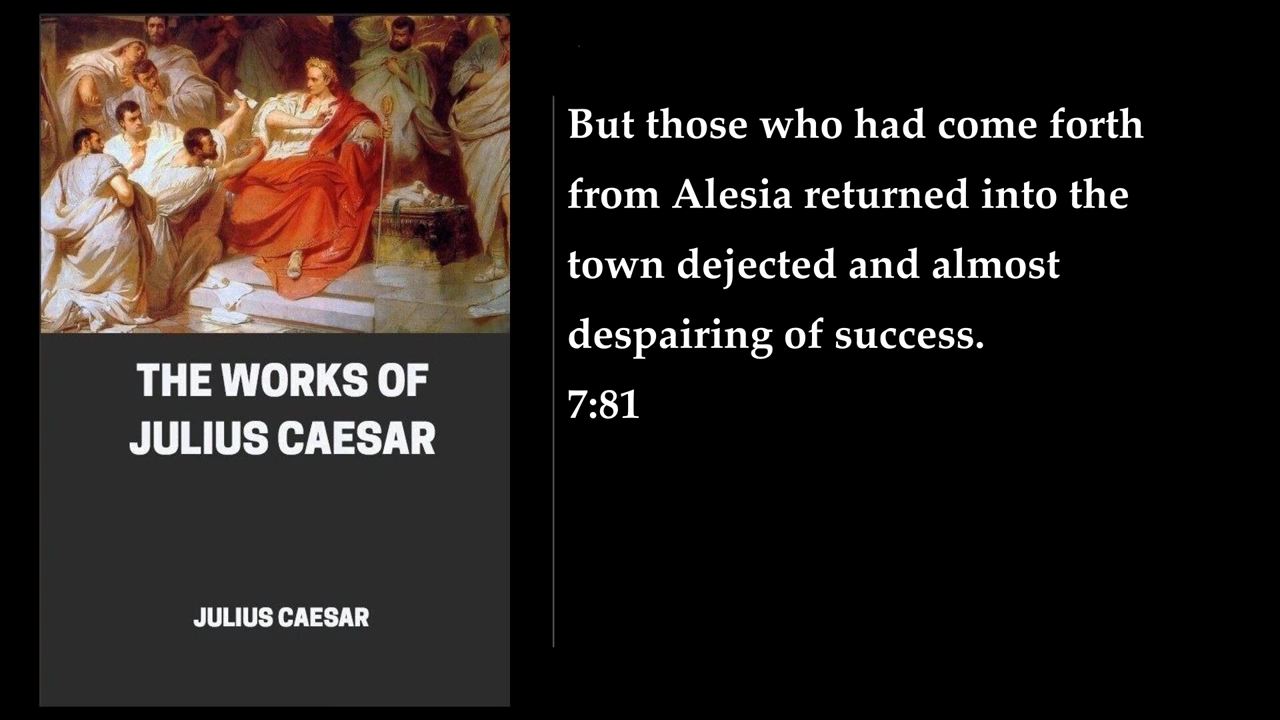 THE WORKS OF
JULIUS CAESAR
JULIUS CAESAR
But those who had come forth
from Alesia returned into the
town dejected and almost
despairing of success.
7:81